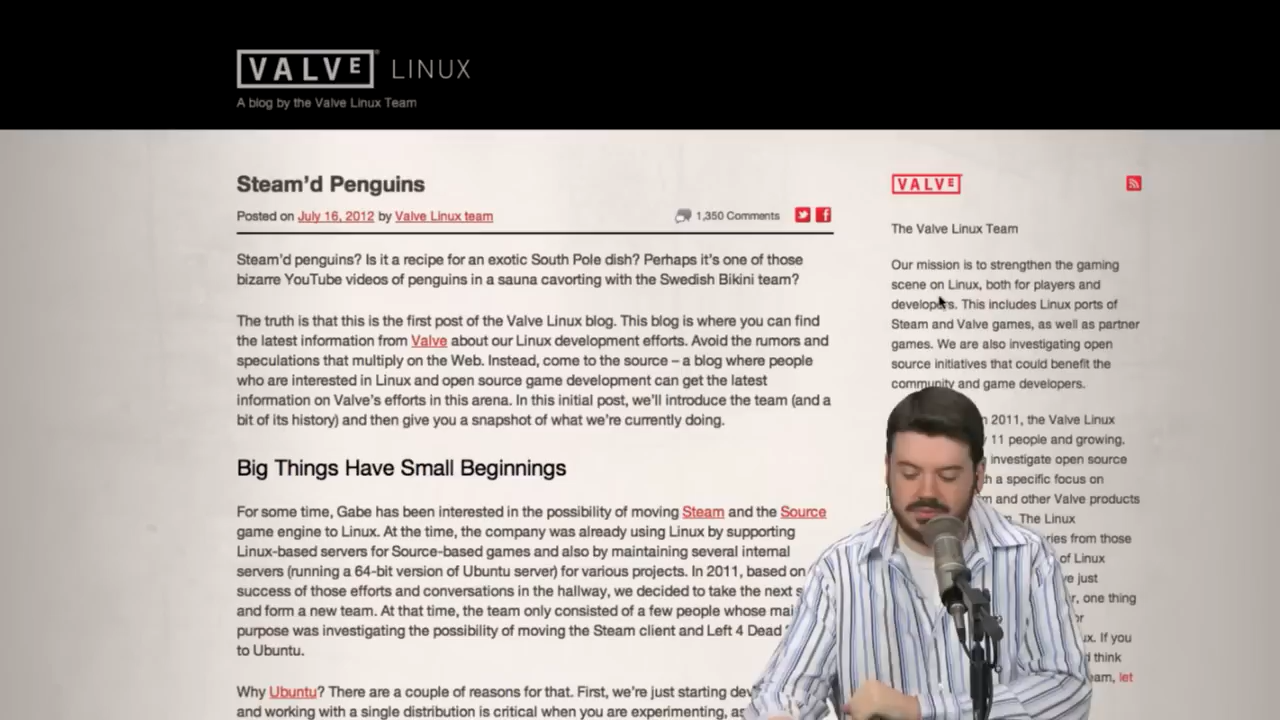 VALVE LINUX
A blog by the Valve Linux Team
Steam’d Penguins
Posted on July 16, 2012 by Valve Linux team
1,350 Comments
Steam’d penguins? Is it a recipe for an exotic South Pole dish? Perhaps it’s one of those
bizarre YouTube videos of penguins in a sauna cavorting with the Swedish Bikini team?
The truth is that this is the first post of the Valve Linux blog. This blog is where you can find
the latest information from Valve about our Linux development efforts. Avoid the rumors and
speculations that multiply on the Web. Instead, come to the source – a blog where people
who are interested in Linux and open source game development can get the latest
information on Valve’s efforts in this arena. In this initial post, we’ll introduce the team (and a
bit of its history) and then give you a snapshot of what we’re currently doing.
Big Things Have Small Beginnings
For some time, Gabe has been interested in the possibility of moving Steam and the Source
game engine to Linux. At the time, the company was already using Linux by supporting
Linux-based servers for Source-based games and also by maintaining several internal
servers (running a 64-bit version of Ubuntu server) for various projects. In 2011, based on
success of those efforts and conversations in the hallway, we decided to take the next
and form a new team. At that time, the team only consisted of a few people whose
purpose was investigating the possibility of moving the Steam client and Left 4 Dead
to Ubuntu.
Why Ubuntu? There are a couple of reasons for that. First, we’re just starting
and working with a single distribution is critical when you are experimenting,
VALVE
The Valve Linux Team
Our mission is to strengthen the gaming
scene on Linux, both for players and
developers. This includes Linux ports of
Steam and Valve games, as well as partner
games. We are also investigating open
source initiatives that could benefit the
community and game developers.
2011, the Valve Linux
11 people and growing.
investigate open source
a specific focus on
and other Valve products
The Linux
from those
of Linux
just
one thing
If you
think
let